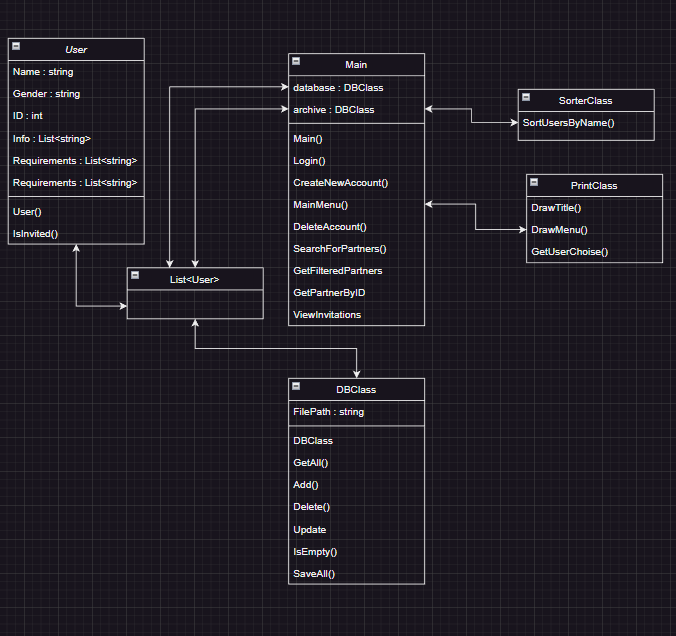 User
Name : string
Gender : string
ID : int
Info : List<string>
Requirements : List<string>
Requirements : List<string>
User()
IsInvited()
Main
database : DBClass
archive : DBClass
Main()
Login()
CreateNewAccount()
MainMenu()
DeleteAccount()
SearchForPartners()
GetFilteredPartners
GetPartnerByID
ViewInvitations
SorterClass
SortUsersByName()
PrintClass
DrawTitle()
DrawMenu()
GetUserChoise()
List<User>
DBClass
FilePath : string
DBClass
GetAll()
Add()
Delete()
Update
IsEmpty()
SaveAll()